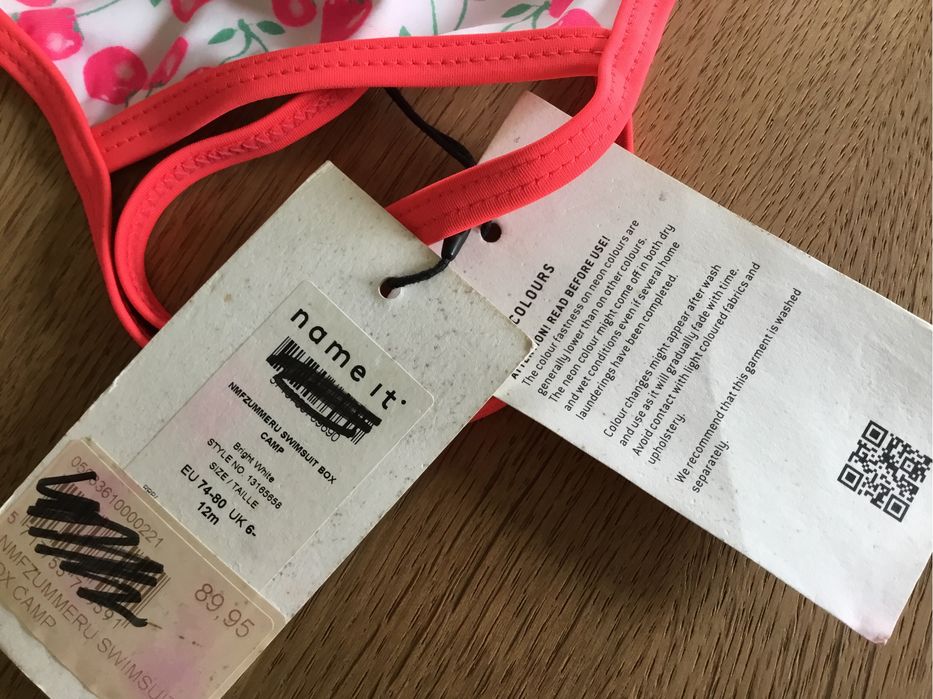 name it
NMFZUMMERU SWIMSUIT BOX
CAMP
Bright White
STYLE NO. 13165658
SIZE / TAILLE
EU 74-80 UK 6-
12m
89,95
NMFZUMMERU SWIMSUI
OX CAMP
COLOURS
READ BEFORE USE!
The colour fastness on neon colours are
generally lower than on other colours.
The neon colour might come off in both dry
and wet conditions even if several home
launderings have been completed.
Colour changes might appear after wash
and use as it will gradually fade with time.
Avoid contact with light coloured fabrics and
upholstery.
We recommend that this garment is washed
separately.